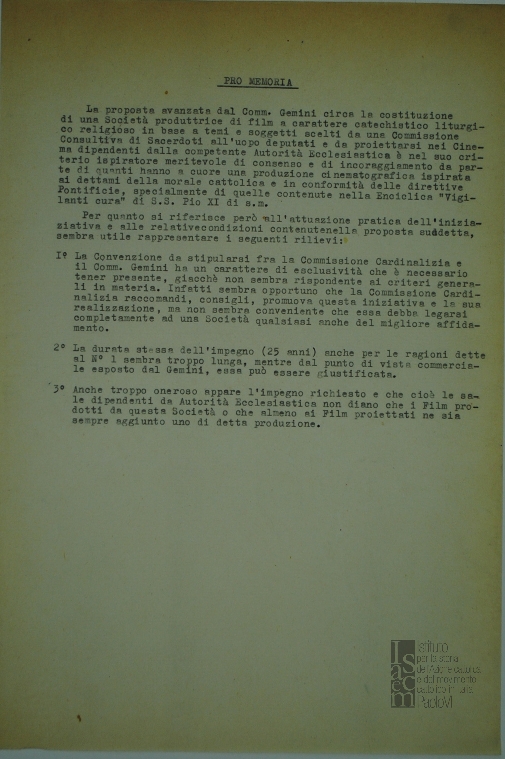 PRO MEMORIA
La proposta avanzata dal Comm. Gemini circa la costituzione
di una Società produttrice di film a carattere catechistico liturgi-
co religioso in base a temi e soggetti scelti da una Commissione
Consultiva di Sacerdoti all'uopo deputati e da proiettarsi nei Cine-
ma dipendenti dalla competente Autorità Ecclesiastica è nel suo cri-
terio ispiratore meritevole di consenso e di incoraggiamento da par-
te di quanti hanno a cuore una produzione cinematografica ispirata
ai dettami della morale cattolica e in conformità delle direttive
Pontificie, specialmente di quelle contenute nella Enciclica "Vigi-
lanti cura" di S.S. Pio XI di s.m.
Per quanto si riferisce però all'attuazione pratica dell'inizia-
ziativa e alle relativecondizioni contenutenella proposta suddetta,
sembra utile rappresentare i seguenti rilievi:
1° La Convenzione da stipularsi fra la Commissione Cardinalizia e
il Comm. Gemini ha un carattere di esclusività che è necessario
tener presente, giacchè non sembra rispondente ai criteri genera-
li in materia. Infatti sembra opportuno che la Commissione Cardi-
nalizia raccomandi, consigli, promuova questa iniziativa e la sua
realizzazione, ma non sembra conveniente che essa debba legarsi
completamente ad una Società qualsiasi anche del migliore affida-
mento.
2° La durata stessa dell'impegno (25 anni) anche per le ragioni dette
al N° 1 sembra troppo lunga, mentre dal punto di vista commercia-
le esposto dal Gemini, essa può essere giustificata.
3° Anche troppo oneroso appare l'impegno richiesto e che cioè le sa-
le dipendenti da Autorità Ecclesiastica non diano che i Film pro-
dotti da questa Società o che almeno ai Film proiettati ne sia
sempre aggiunto uno di detta produzione.
Isacem
Istituto
per la storia
dell'Azione cattolica
e del movimento
cattolico in Italia
Paolo VI